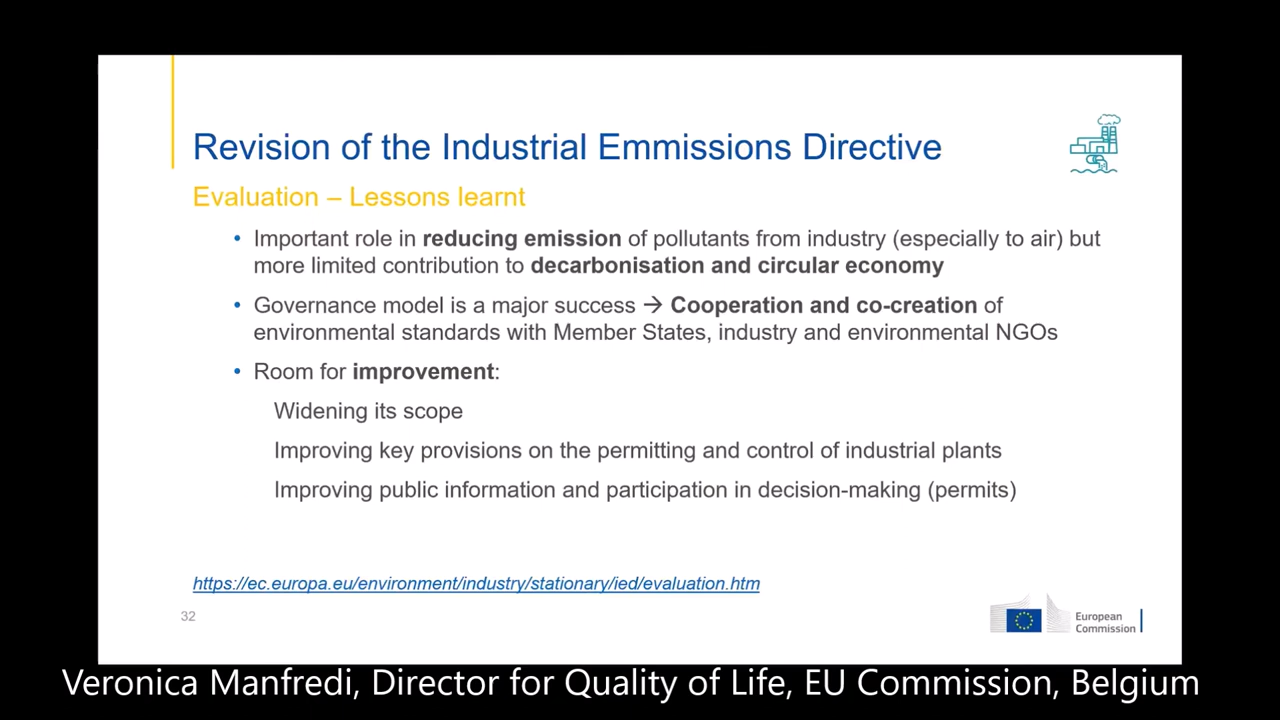 Revision of the Industrial Emmissions Directive
Evaluation – Lessons learnt
• Important role in reducing emission of pollutants from industry (especially to air) but
more limited contribution to decarbonisation and circular economy
• Governance model is a major success → Cooperation and co-creation of
environmental standards with Member States, industry and environmental NGOs
• Room for improvement:
Widening its scope
Improving key provisions on the permitting and control of industrial plants
Improving public information and participation in decision-making (permits)
https://ec.europa.eu/environment/industry/stationary/ied/evaluation.htm
32
European
Commission
Veronica Manfredi, Director for Quality of Life, EU Commission, Belgium